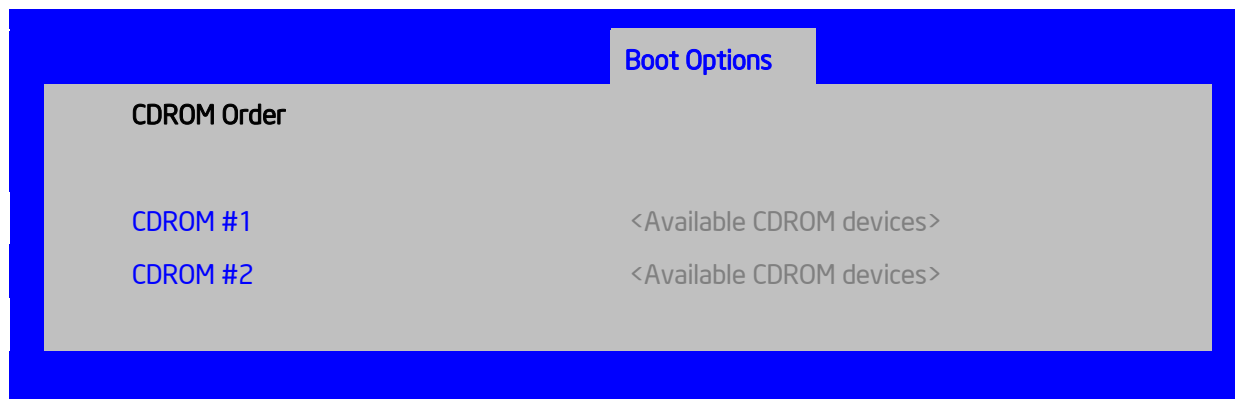 Boot Options
CDROM Order
CDROM #1 <Available CDROM devices>
CDROM #2 <Available CDROM devices>